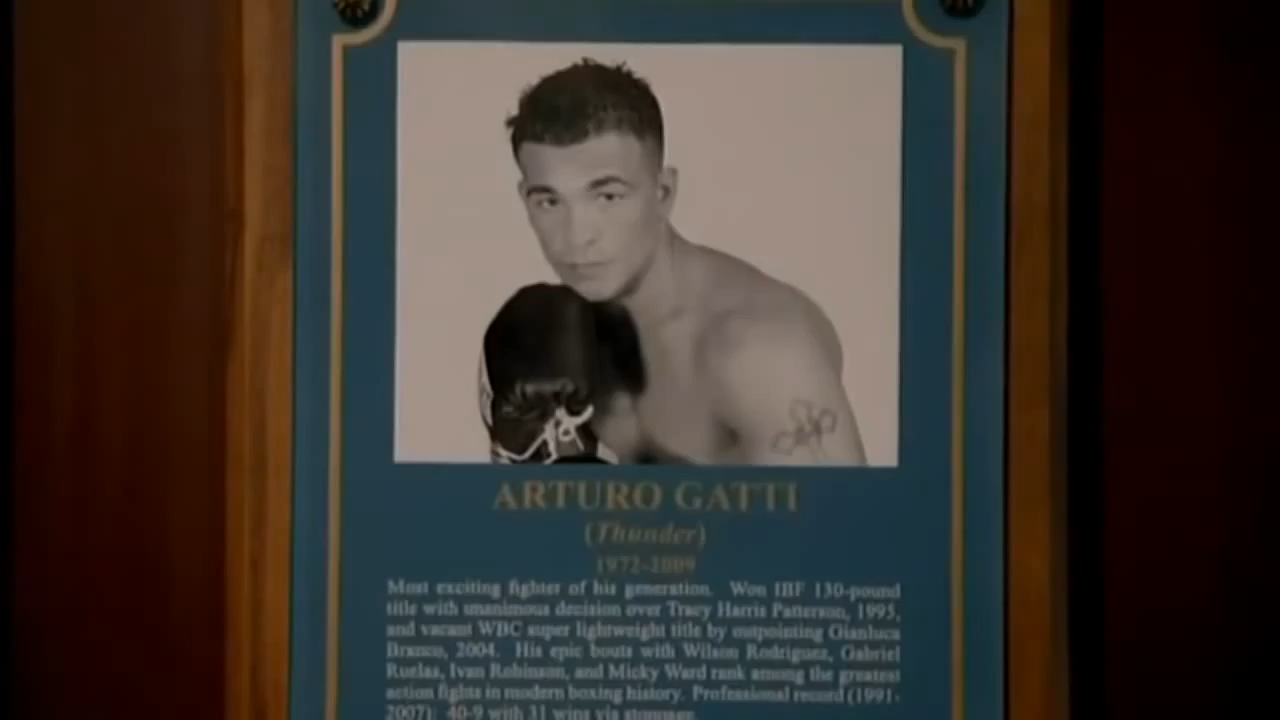 ARTURO GATTI
(Thunder)
1972-2009
Most exciting fighter of his generation. Won IBF 130-pound
title with unanimous decision over Tracy Harris Patterson, 1995,
and vacant WBC super lightweight title by outpointing Gianluca
Branco, 2004. His epic bouts with Wilson Rodriguez, Gabriel
Ruelas, Ivan Robinson, and Micky Ward rank among the greatest
action fights in modern boxing history. Professional record (1991-
2007): 40-9 with 31 wins via stoppage.